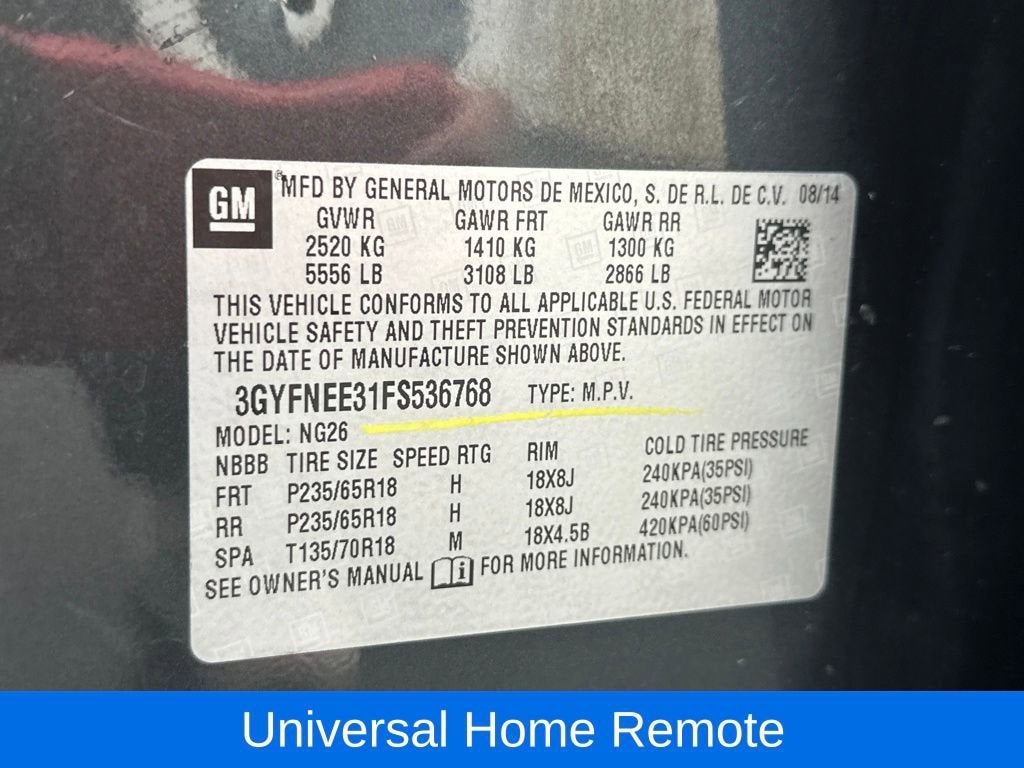 GM
® MFD BY GENERAL MOTORS DE MEXICO, S. DE R.L. DE C.V. 08/14
GVWR GAWR FRT GAWR RR
2520 KG 1410 KG 1300 KG
5556 LB 3108 LB 2866 LB
THIS VEHICLE CONFORMS TO ALL APPLICABLE U.S. FEDERAL MOTOR
VEHICLE SAFETY AND THEFT PREVENTION STANDARDS IN EFFECT ON
THE DATE OF MANUFACTURE SHOWN ABOVE.
3GYFNEE31FS536768 TYPE: M.P.V.
MODEL: NG26
NBBB TIRE SIZE SPEED RTG RIM COLD TIRE PRESSURE
FRT P235/65R18 H 18X8J 240KPA(35PSI)
RR P235/65R18 H 18X8J 240KPA(35PSI)
SPA T135/70R18 M 18X4.5B 420KPA(60PSI)
SEE OWNER'S MANUAL i FOR MORE INFORMATION.
Universal Home Remote